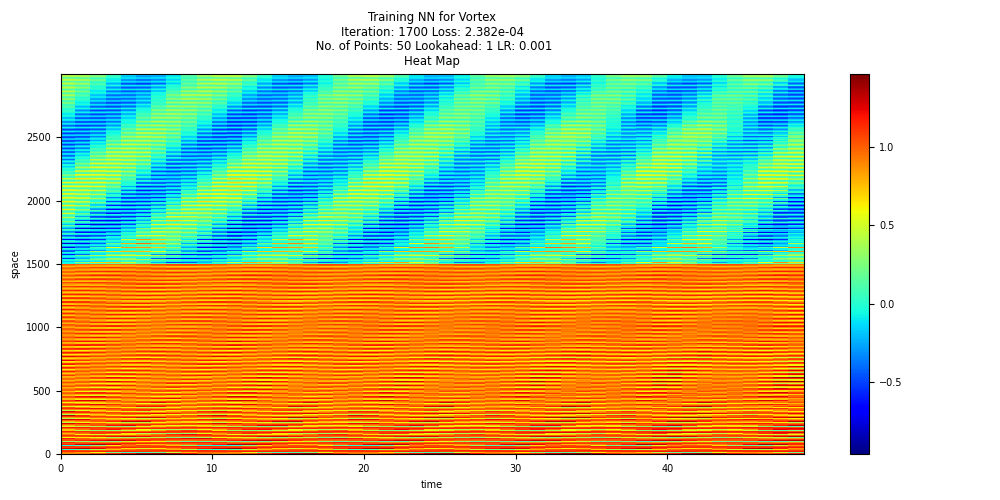 Training NN for Vortex
Iteration: 1700 Loss: 2.382e-04
No. of Points: 50 Lookahead: 1 LR: 0.001
Heat Map
2500
2000
1500
1000
500
0
space
0 10 20 30 40
time
1.0
0.5
0.0
−0.5